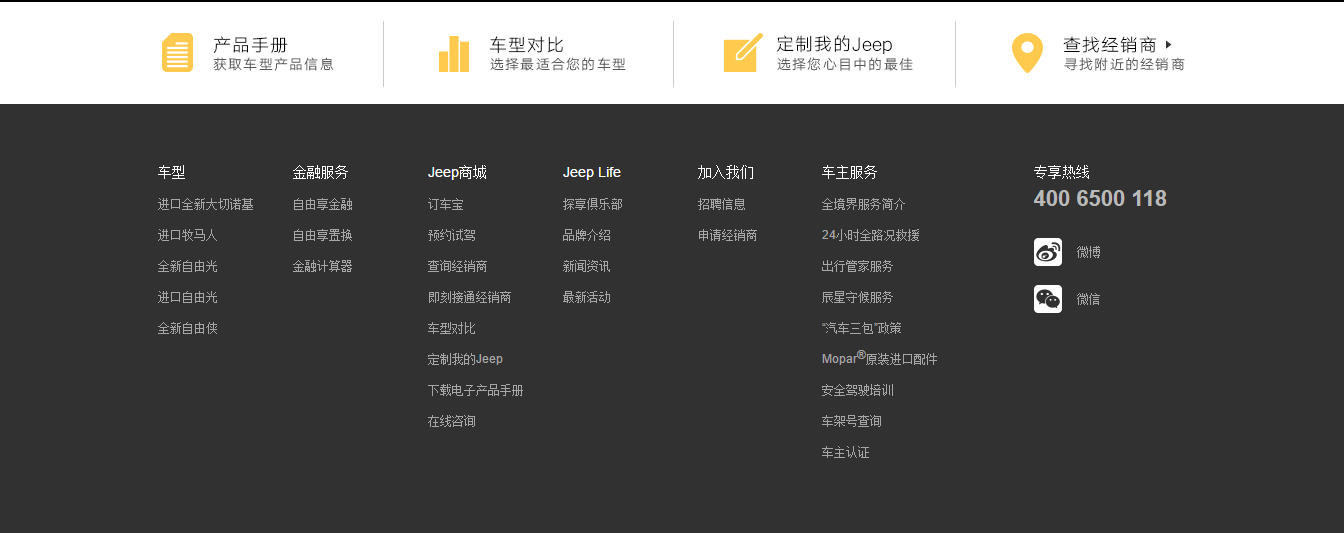 产品手册
获取车型产品信息
车型对比
选择最适合您的车型
定制我的Jeep
选择您心目中的最佳
查找经销商
寻找附近的经销商
车型
进口全新大切诺基
进口牧马人
全新自由光
进口自由光
全新自由侠
金融服务
自由享金融
自由享置换
金融计算器
Jeep商城
订车宝
预约试驾
查询经销商
即刻接通经销商
车型对比
定制我的Jeep
下载电子产品手册
在线咨询
Jeep Life
探享俱乐部
品牌介绍
新闻资讯
最新活动
加入我们
招聘信息
申请经销商
车主服务
全境界服务简介
24小时全路况救援
出行管家服务
辰星守候服务
“汽车三包”政策
Mopar®原装进口配件
安全驾驶培训
车架号查询
车主认证
专享热线
400 6500 118
微博
微信